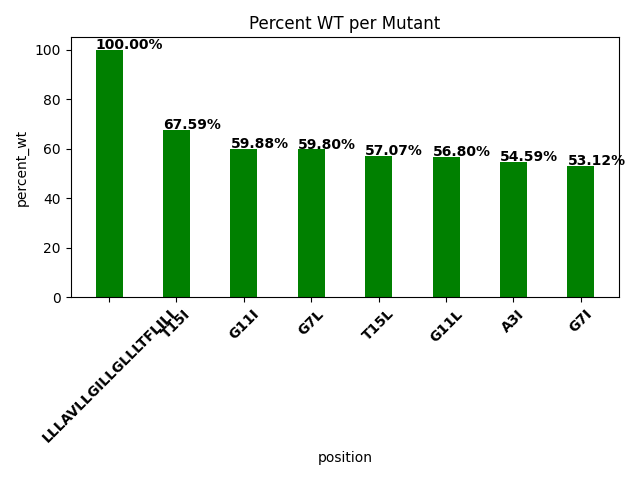 Percent WT per Mutant
percent_wt
100
80
60
40
20
0
100.00%
67.59%
59.88%
59.80%
57.07%
56.80%
54.59%
53.12%
LLLAVLLGILLGLLLTFLILL
T15I
G11I
G7L
T15L
G11L
A3I
G7I
position